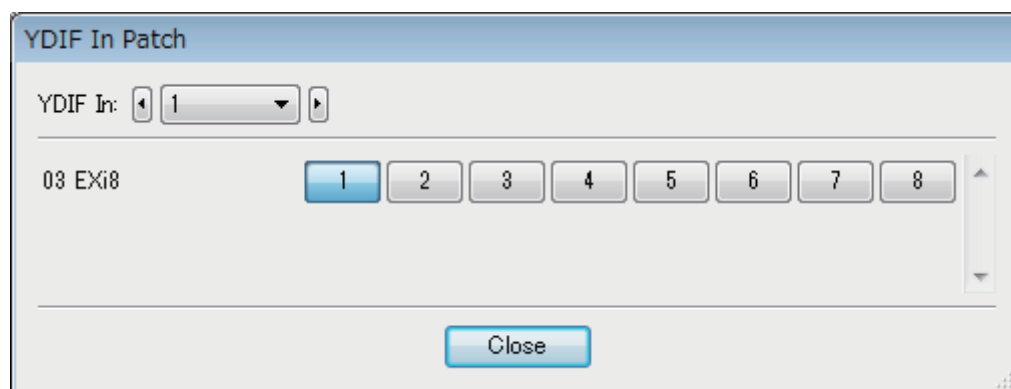 YDIF In Patch
YDIF In: 1
03 EXi8 1 2 3 4 5 6 7 8
Close